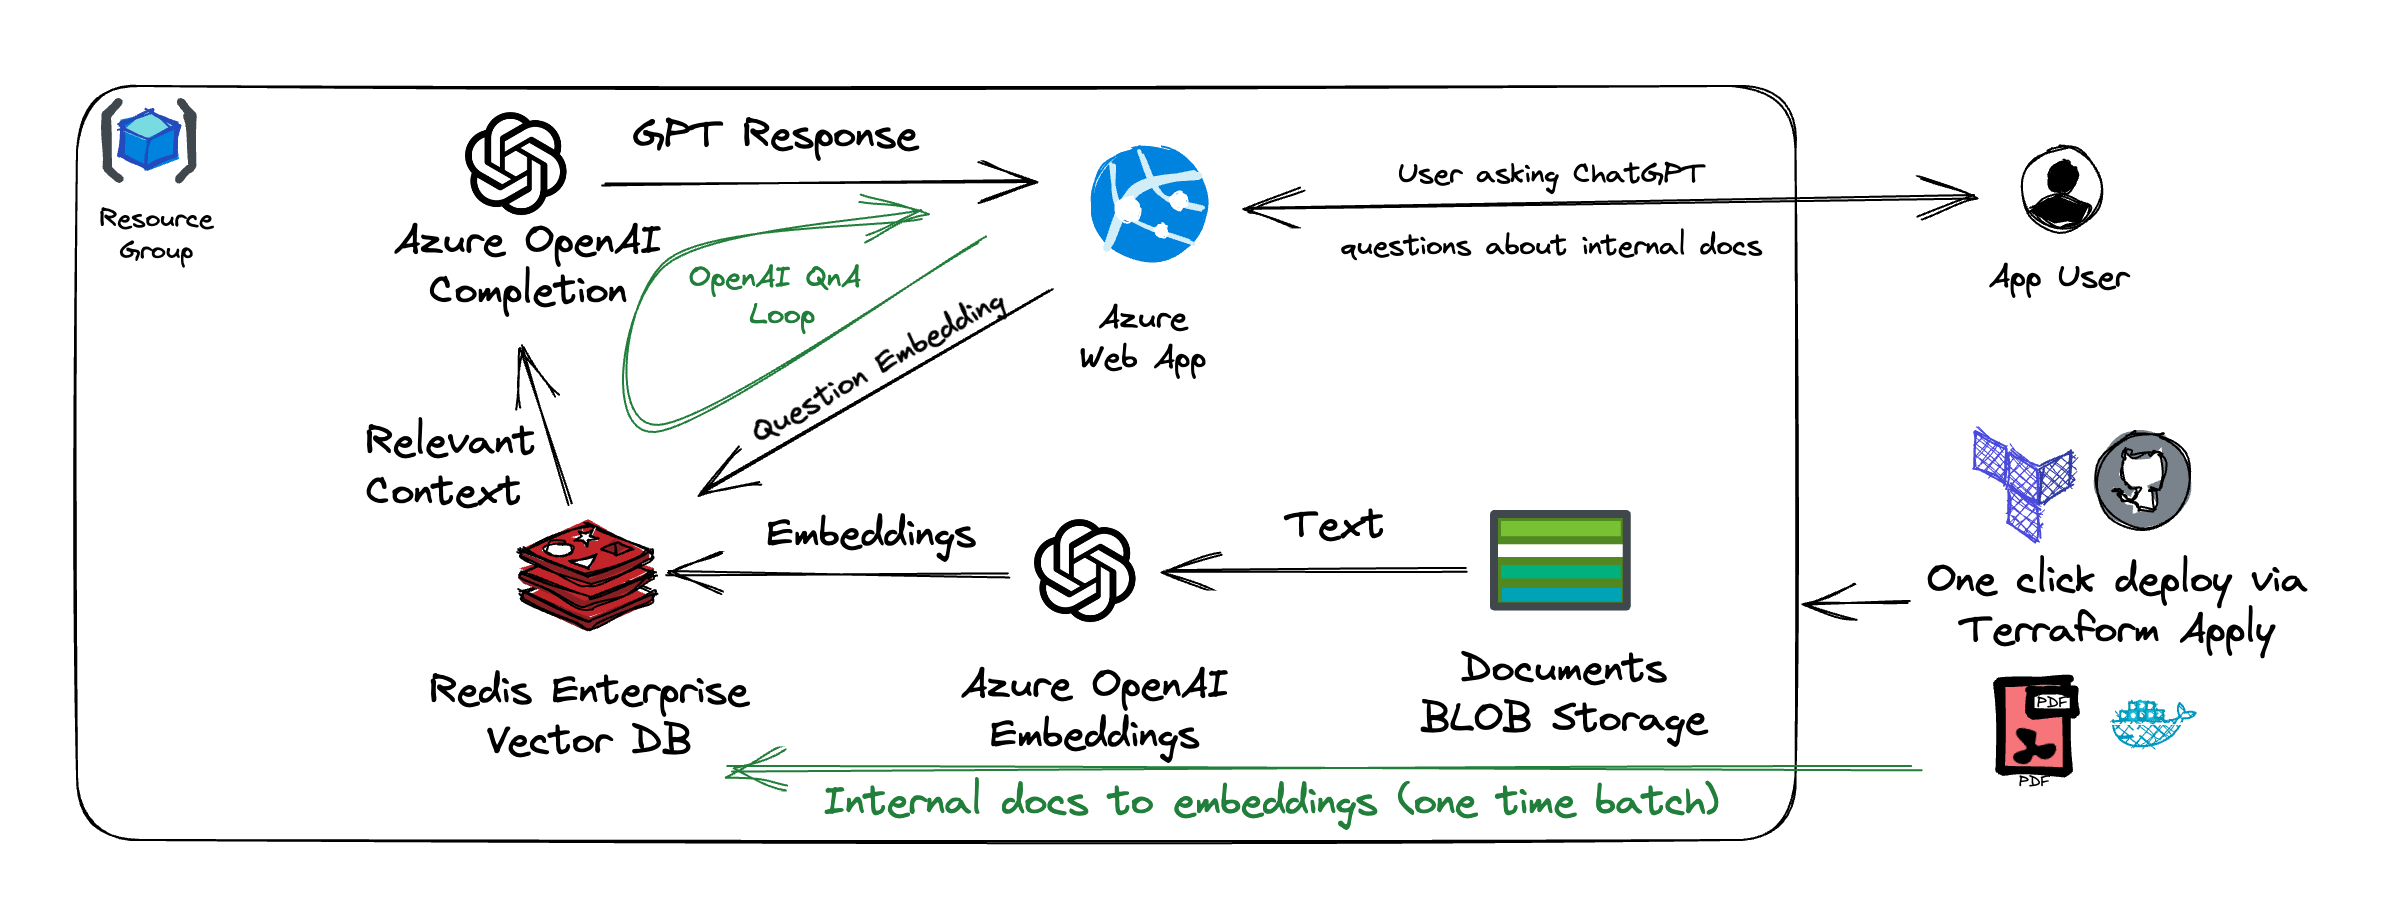 Resource
Group
Azure OpenAI
Completion
GPT Response
OpenAI QnA
Loop
Question Embedding
Azure
Web App
User asking ChatGPT
questions about internal docs
App User
Relevant
Context
Redis Enterprise
Vector DB
Embeddings
Azure OpenAI
Embeddings
Text
Documents
BLOB Storage
One click deploy via
Terraform Apply
PDF
PDF
Internal docs to embeddings (one time batch)